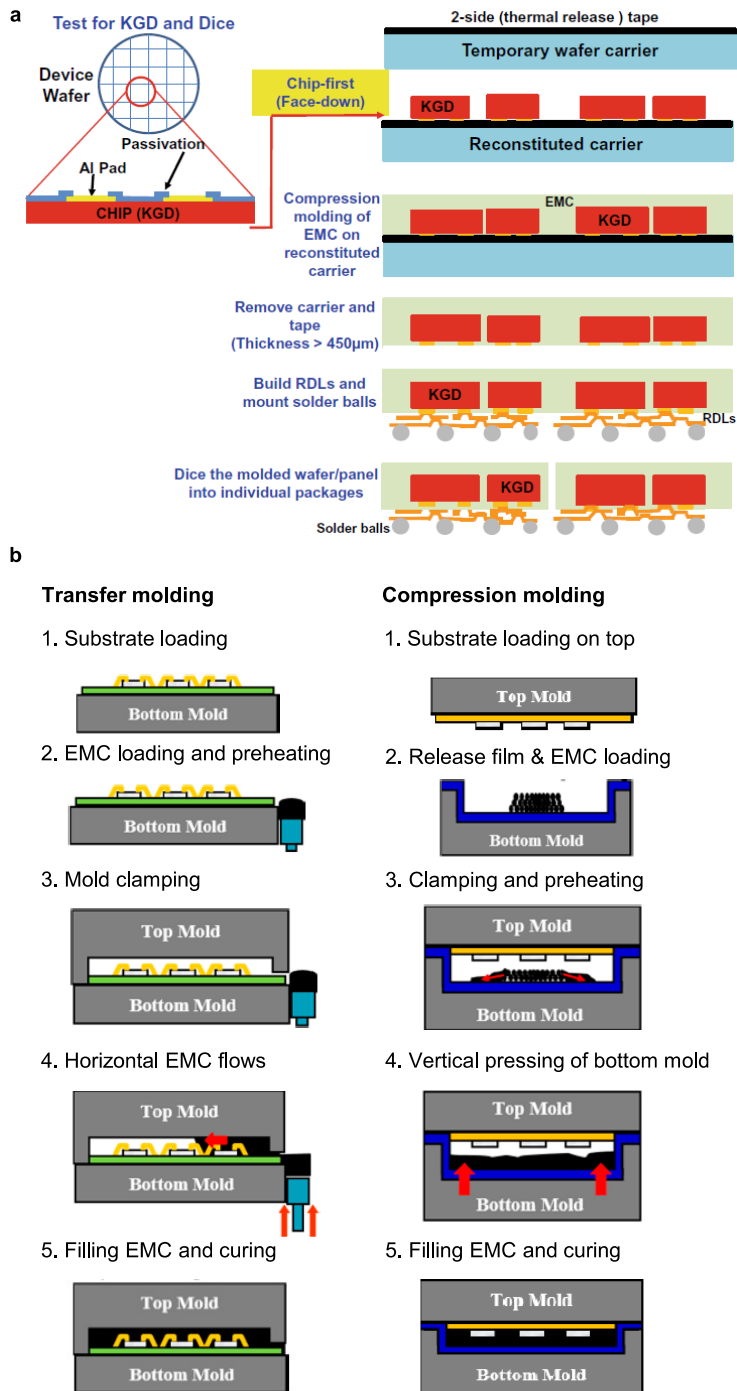 a
Test for KGD and Dice
Device
Wafer
Passivation
Al Pad
CHIP (KGD)
Chip-first
(Face-down)
2-side (thermal release ) tape
Temporary wafer carrier
KGD
Reconstituted carrier
Compression
molding of
EMC on
reconstituted
carrier
EMC
KGD
Remove carrier and
tape
(Thickness > 450μm)
Build RDLs and
mount solder balls
KGD
RDLs
Dice the molded wafer/panel
into individual packages
KGD
Solder balls
b
Transfer molding
1. Substrate loading
Bottom Mold
2. EMC loading and preheating
Bottom Mold
3. Mold clamping
Top Mold
Bottom Mold
4. Horizontal EMC flows
Top Mold
Bottom Mold
5. Filling EMC and curing
Top Mold
Bottom Mold
Compression molding
1. Substrate loading on top
Top Mold
2. Release film & EMC loading
Bottom Mold
3. Clamping and preheating
Top Mold
Bottom Mold
4. Vertical pressing of bottom mold
Top Mold
Bottom Mold
5. Filling EMC and curing
Top Mold
Bottom Mold